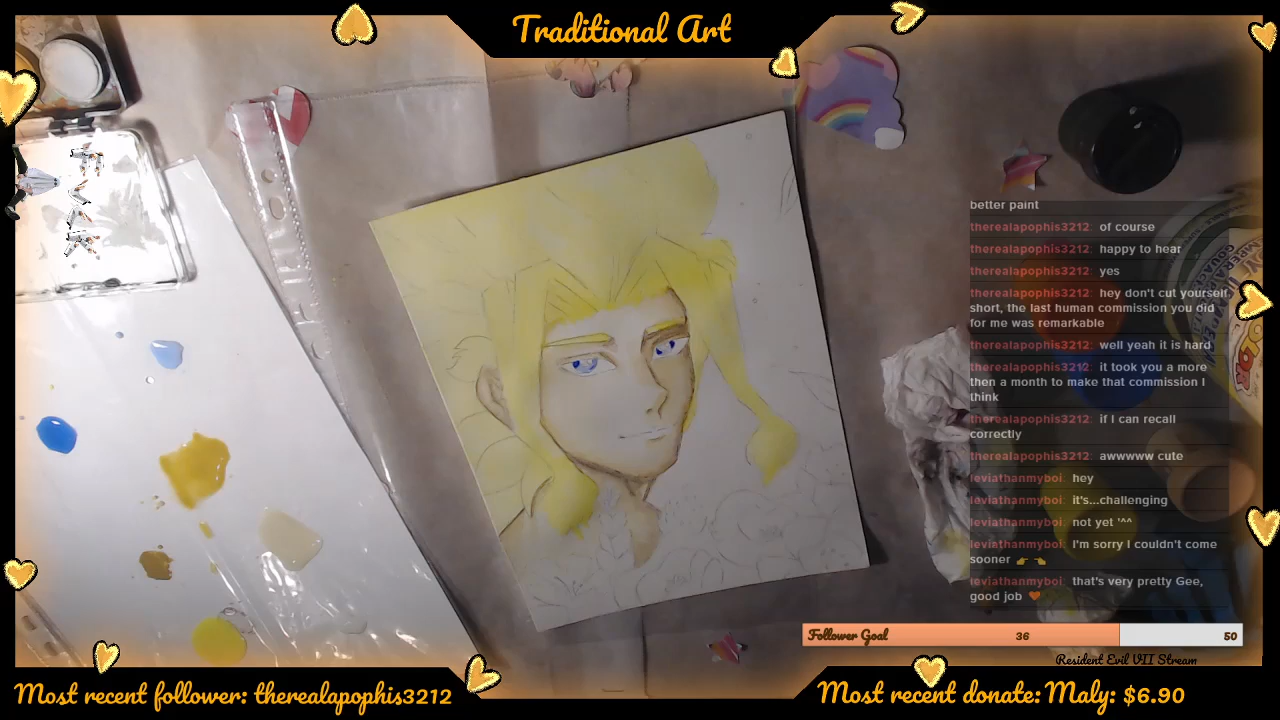 Traditional Art
better paint
therealapophis3212: of course
therealapophis3212: happy to hear
therealapophis3212: yes
therealapophis3212: hey don't cut yourself
short, the last human commission you did
for me was remarkable
therealapophis3212: well yeah it is hard
therealapophis3212: it took you a more
then a month to make that commission I
think
therealapophis3212: if I can recall
correctly
therealapophis3212: awwwww cute
leviathanmyboi: hey
leviathanmyboi: it's...challenging
leviathanmyboi: not yet '^^
leviathanmyboi: I'm sorry I couldn't come
sooner 👉 👈
leviathanmyboi: that's very pretty Gee,
good job 🧡
Follower Goal 36 50
Resident Evil VII Stream
Most recent follower: therealapophis3212
Most recent donate: Maly: $6.90